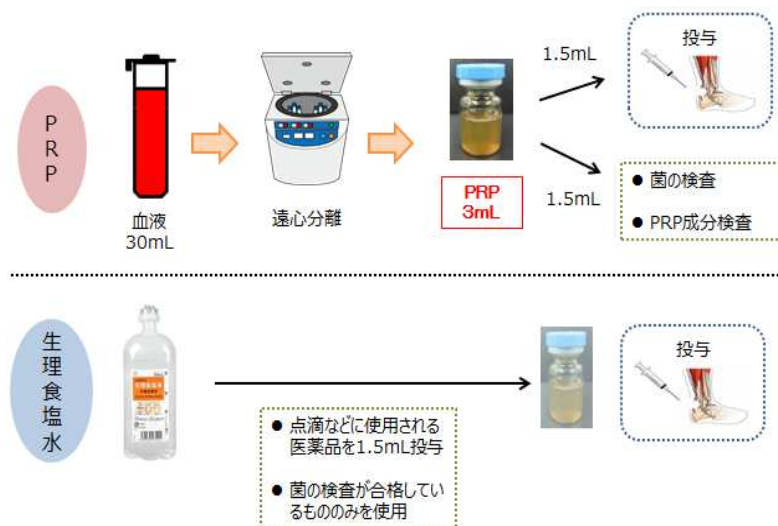 PRP
血液
30mL
遠心分離
PRP
3mL
1.5mL
1.5mL
投与
● 菌の検査
● PRP成分検査
生理食塩水
● 点滴などに使用される
医薬品を1.5mL投与
● 菌の検査が合格してい
るもののみを使用
投与